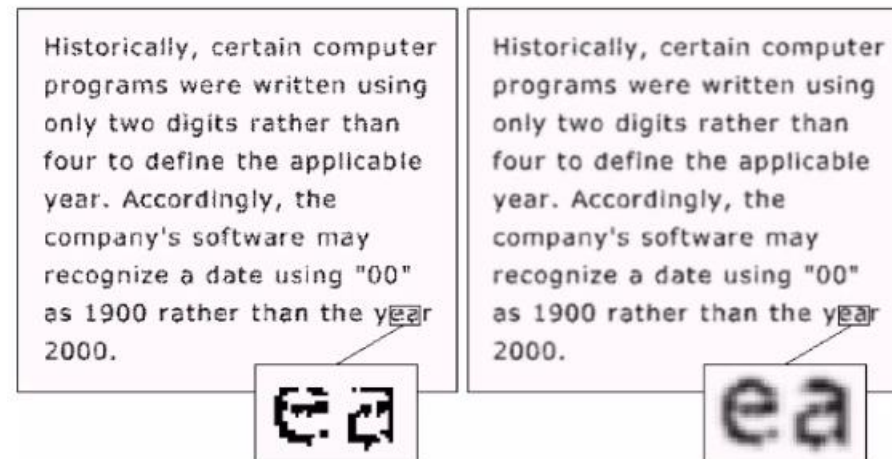 Historically, certain computer
programs were written using
only two digits rather than
four to define the applicable
year. Accordingly, the
company's software may
recognize a date using "00"
as 1900 rather than the year
2000.
ea
Historically, certain computer
programs were written using
only two digits rather than
four to define the applicable
year. Accordingly, the
company's software may
recognize a date using "00"
as 1900 rather than the year
2000.
ea